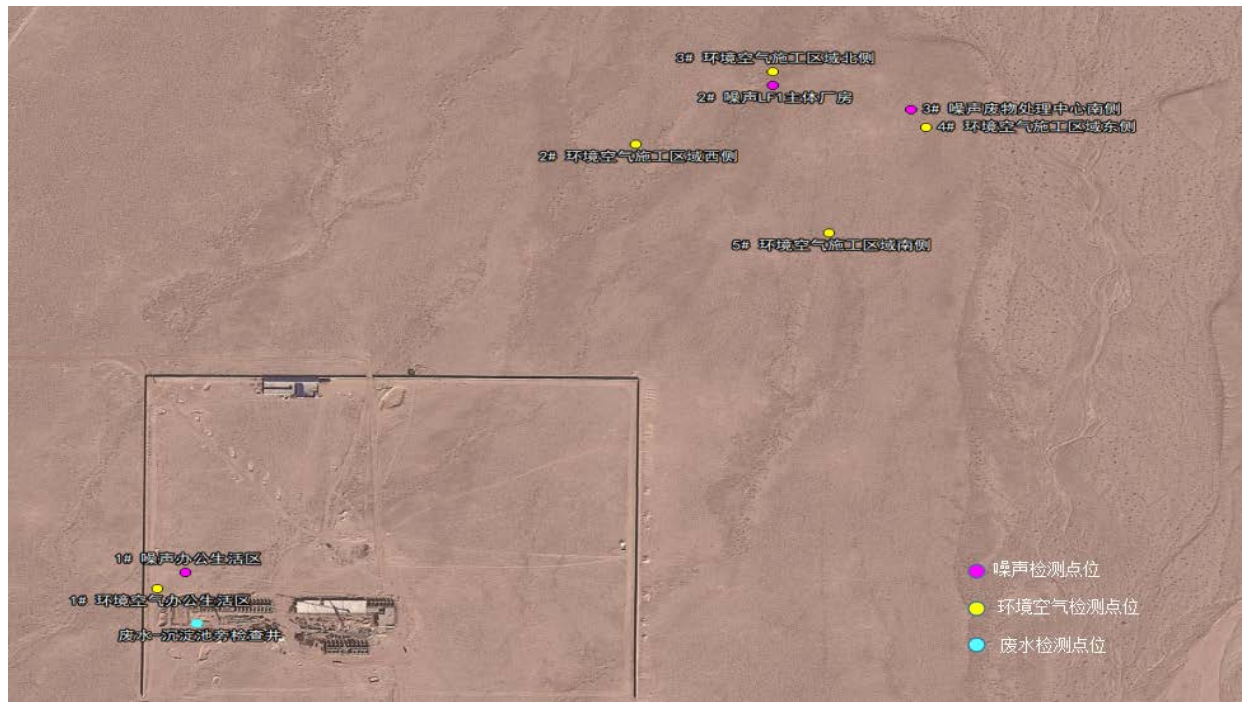 3# 环境空气施工区域北侧
2# 噪声LF1主体厂房
3# 噪声废物处理中心南侧
4# 环境空气施工区域东侧
2# 环境空气施工区域西侧
5# 环境空气施工区域南侧
1# 噪声办公生活区
1# 环境空气办公生活区
废水-沉淀池旁检查井
噪声检测点位
环境空气检测点位
废水检测点位